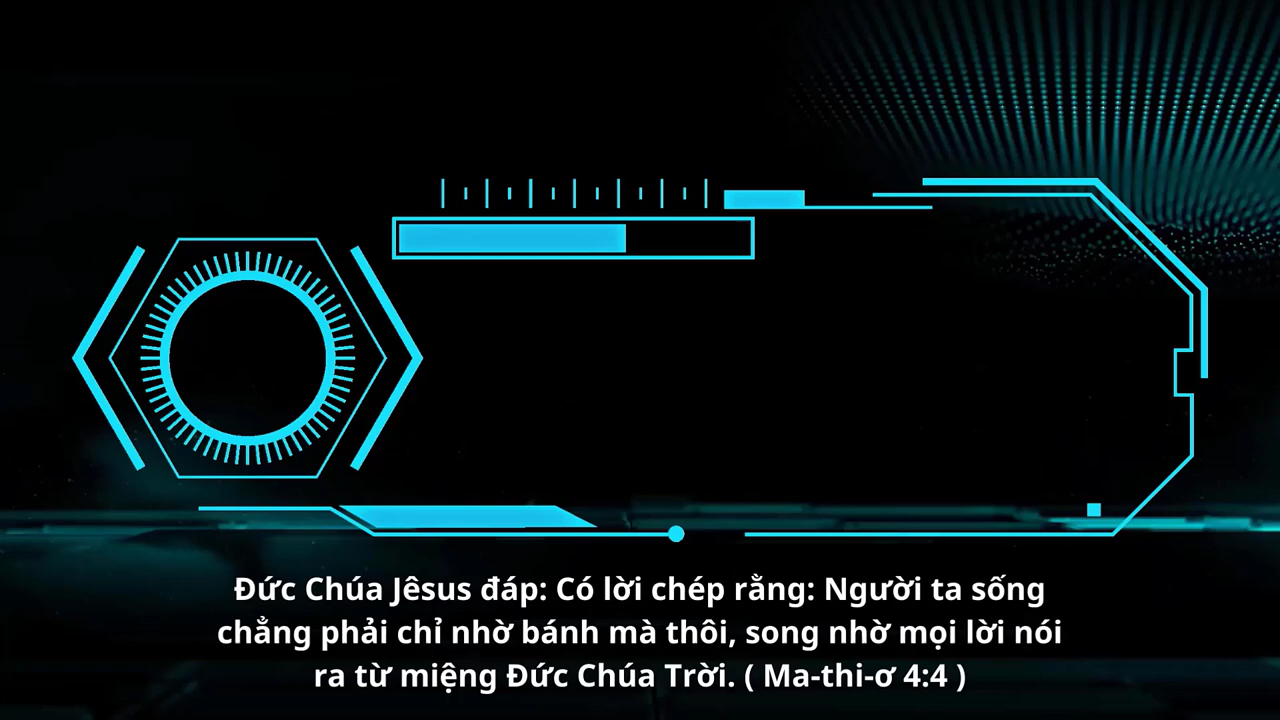 Đức Chúa Jêsus đáp: Có lời chép rằng: Người ta sống
chẳng phải chỉ nhờ bánh mà thôi, song nhờ mọi lời nói
ra từ miệng Đức Chúa Trời. ( Ma-thi-ơ 4:4 )